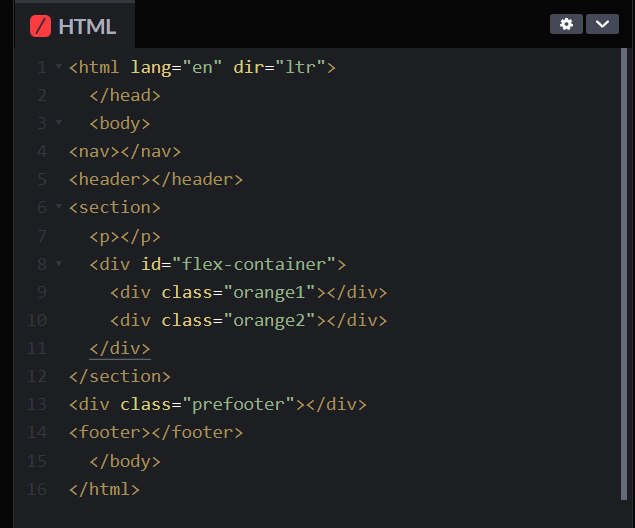 HTML
1 <html lang="en" dir="ltr">
2 </head>
3 <body>
4 <nav></nav>
5 <header></header>
6 <section>
7 <p></p>
8 <div id="flex-container">
9 <div class="orange1"></div>
10 <div class="orange2"></div>
11 </div>
12 </section>
13 <div class="prefooter"></div>
14 <footer></footer>
15 </body>
16 </html>